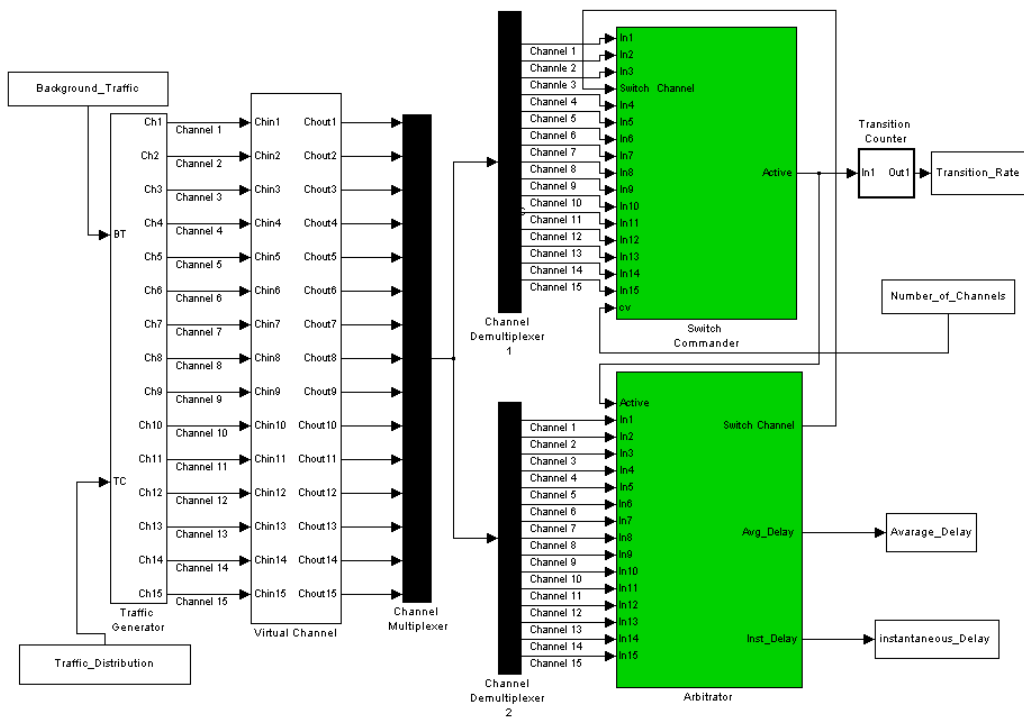 Background_Traffic
BT
TC
Ch1
Ch2
Ch3
Ch4
Ch5
Ch6
Ch7
Ch8
Ch9
Ch10
Ch11
Ch12
Ch13
Ch14
Ch15
Traffic
Generator
Traffic_Distribution
Channel 1
Channel 2
Channel 3
Channel 4
Channel 5
Channel 6
Channel 7
Channel 8
Channel 9
Channel 10
Channel 11
Channel 12
Channel 13
Channel 14
Channel 15
Chin1
Chin2
Chin3
Chin4
Chin5
Chin6
Chin7
Chin8
Chin9
Chin10
Chin11
Chin12
Chin13
Chin14
Chin15
Chout1
Chout2
Chout3
Chout4
Chout5
Chout6
Chout7
Chout8
Chout9
Chout10
Chout11
Chout12
Chout13
Chout14
Chout15
Virtual Channel
Channel
Multiplexer
Channel
Demultiplexer
1
Channel 1
Channle 2
Channle 3
Channel 4
Channel 5
Channel 6
Channel 7
Channel 8
Channel 9
Channel 10
Channel 11
Channel 12
Channel 13
Channel 14
Channel 15
In1
In2
In3
Switch Channel
In4
In5
In6
In7
In8
In9
In10
In11
In12
In13
In14
In15
cv
Active
Switch
Commander
Transition
Counter
In1 Out1
Transition_Rate
Number_of_Channels
Channel
Demultiplexer
2
Channel 1
Channel 2
Channel 3
Channel 4
Channel 5
Channel 6
Channel 7
Channel 8
Channel 9
Channel 10
Channel 11
Channel 12
Channel 13
Channel 14
Channel 15
Active
In1
In2
In3
In4
In5
In6
In7
In8
In9
In10
In11
In12
In13
In14
In15
Switch Channel
Avg_Delay
Inst_Delay
Arbitrator
Avarage_Delay
instantaneous_Delay